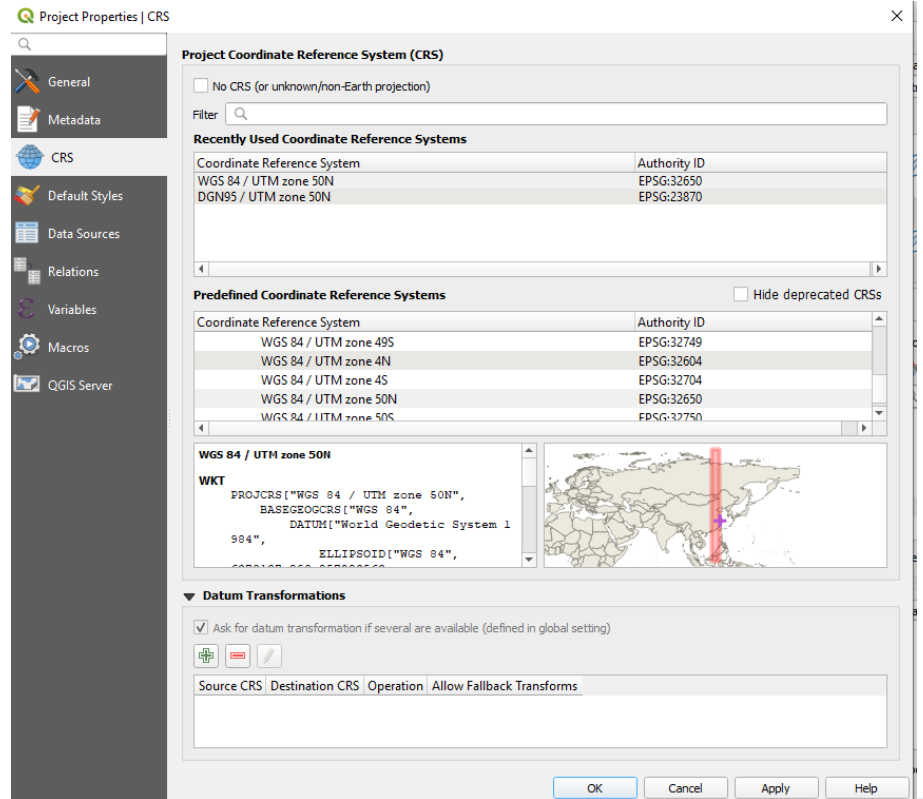 Project Properties | CRS
General
Metadata
CRS
Default Styles
Data Sources
Relations
Variables
Macros
QGIS Server
Project Coordinate Reference System (CRS)
No CRS (or unknown/non-Earth projection)
Filter
Recently Used Coordinate Reference Systems
Coordinate Reference System Authority ID
WGS 84 / UTM zone 50N EPSG:32650
DGN95 / UTM zone 50N EPSG:23870
Predefined Coordinate Reference Systems Hide deprecated CRSs
Coordinate Reference System Authority ID
WGS 84 / UTM zone 49S EPSG:32749
WGS 84 / UTM zone 4N EPSG:32604
WGS 84 / UTM zone 4S EPSG:32704
WGS 84 / UTM zone 50N EPSG:32650
WGS 84 / UTM zone 50S EPSG:32750
WGS 84 / UTM zone 50N
WKT
PROJCRS["WGS 84 / UTM zone 50N",
BASEGEOGCRS["WGS 84",
DATUM["World Geodetic System 1
984",
ELLIPSOID["WGS 84",
Datum Transformations
Ask for datum transformation if several are available (defined in global setting)
Source CRS Destination CRS Operation Allow Fallback Transforms
OK Cancel Apply Help